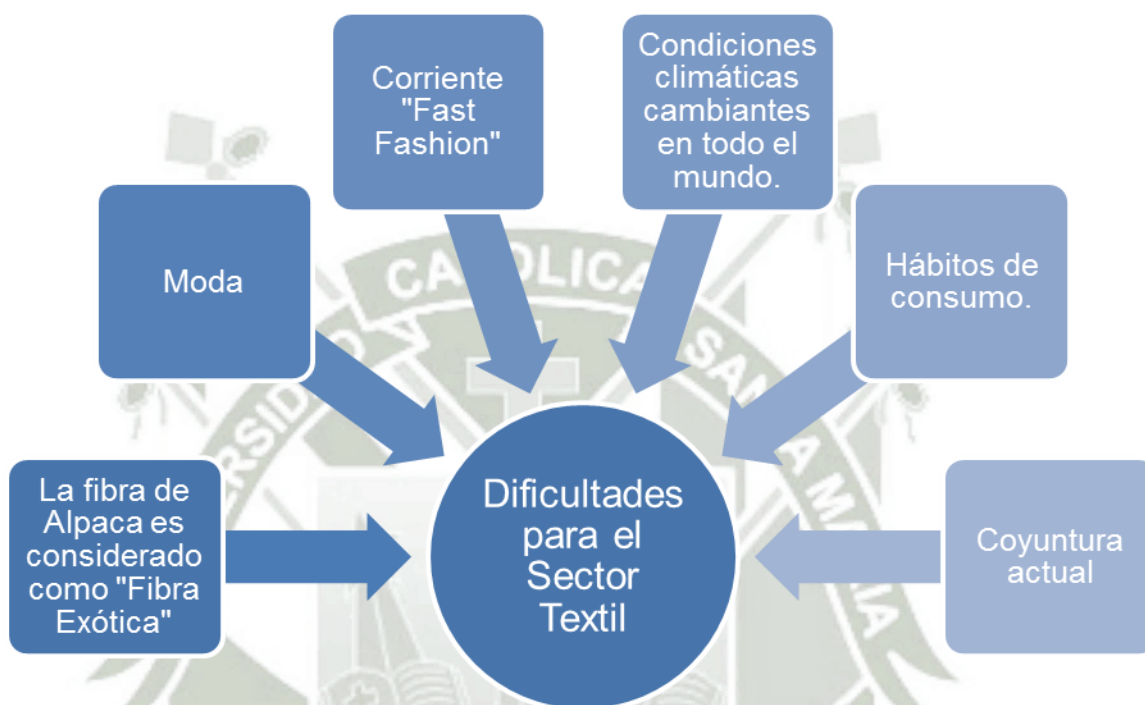 Corriente
"Fast
Fashion"
Condiciones
climáticas
cambiantes
en todo el
mundo.
Moda
Hábitos de
consumo.
La fibra de
Alpaca es
considerado
como "Fibra
Exótica"
Dificultades
para el
Sector
Textil
Coyuntura
actual
CATOLICA